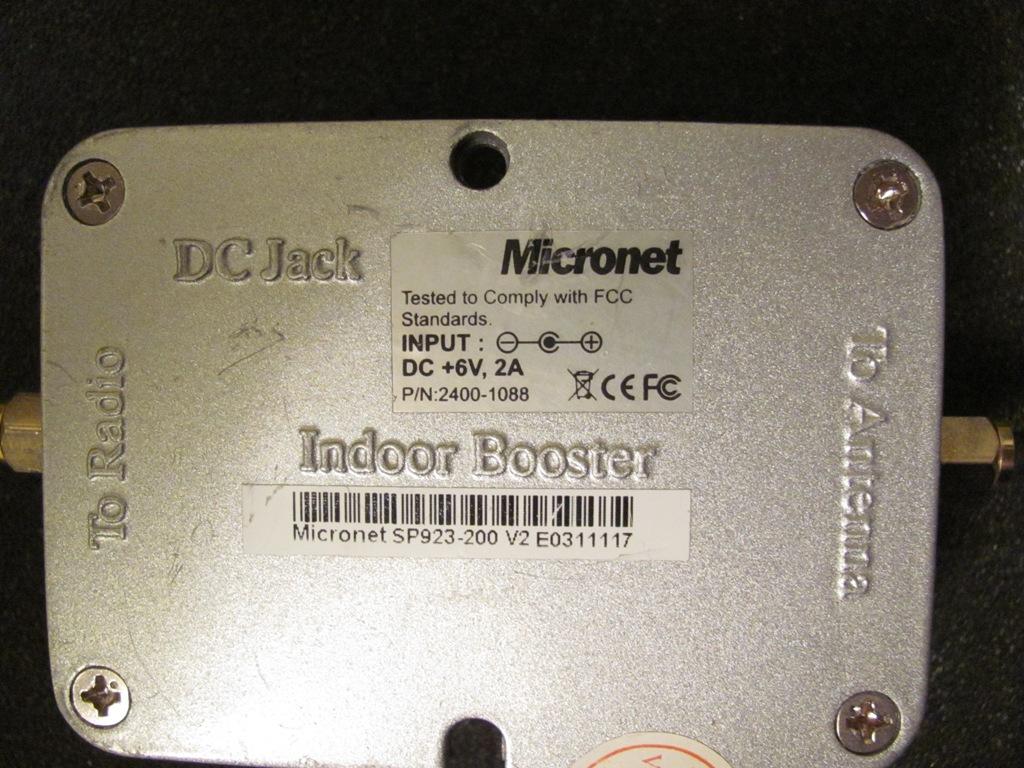 DC Jack
Micronet
Tested to Comply with FCC
Standards.
INPUT :
DC +6V, 2A
P/N:2400-1088
CE FC
To Radio
To Antenna
Indoor Booster
Micronet SP923-200 V2 E0311117